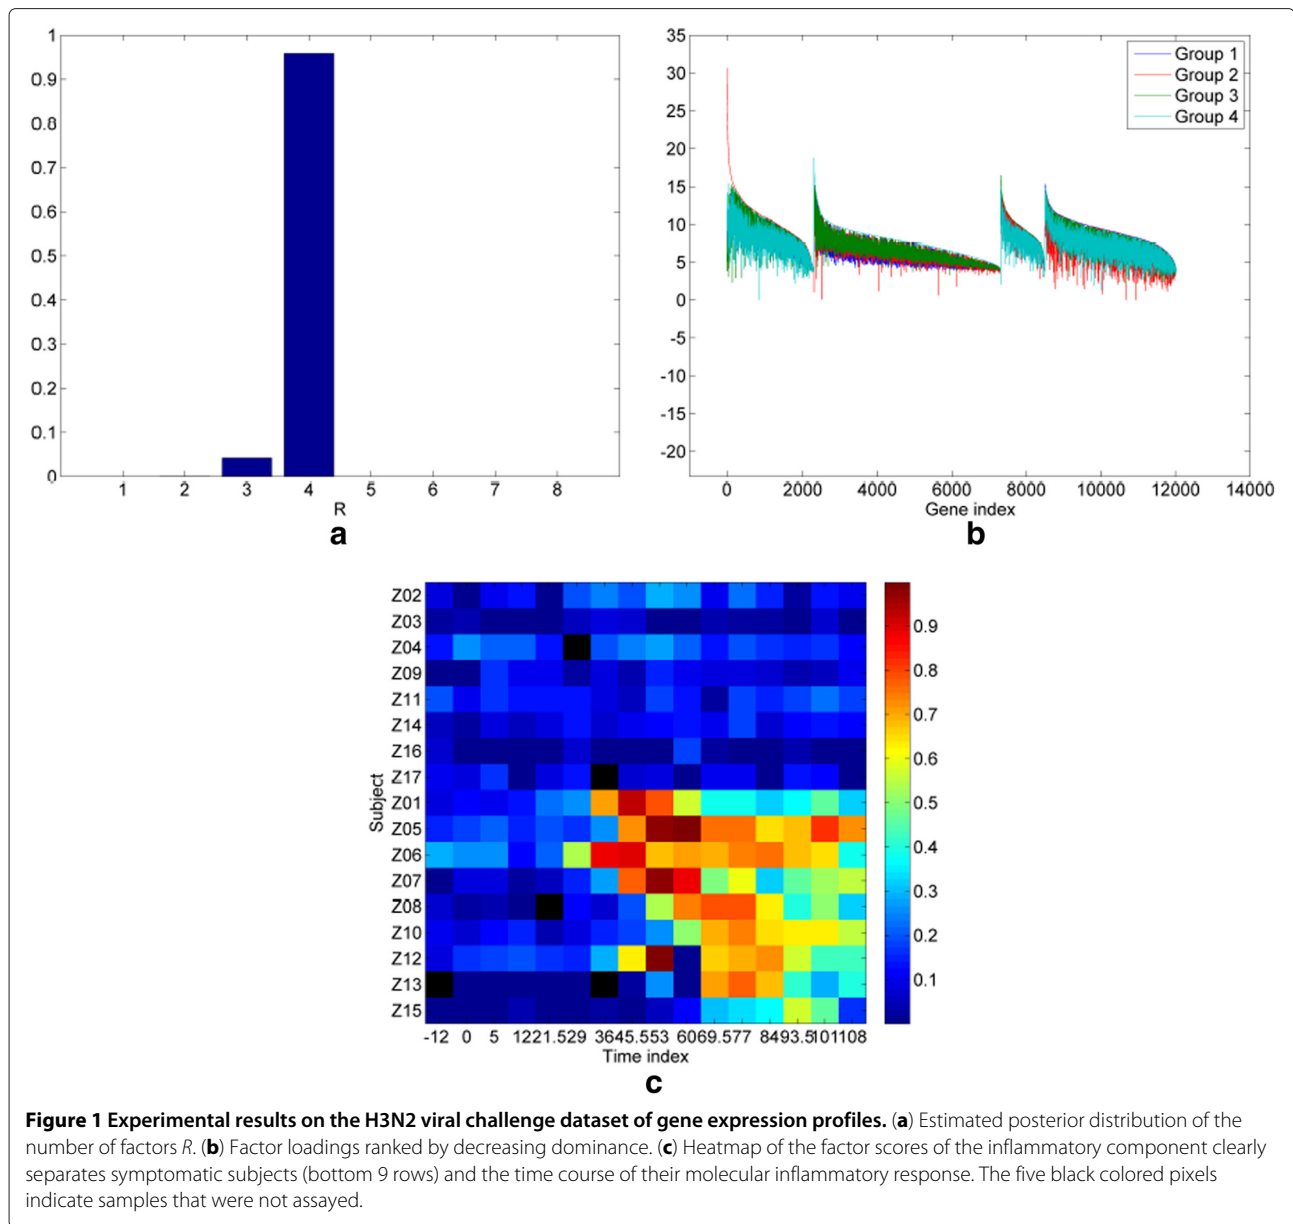 1
0.9
0.8
0.7
0.6
0.5
0.4
0.3
0.2
0.1
0
1 2 3 4 5 6 7 8
R
a
35
30
25
20
15
10
5
0
-5
-10
-15
-20
Group 1
Group 2
Group 3
Group 4
0 2000 4000 6000 8000 10000 12000 14000
Gene index
b
Subject
Z02
Z03
Z04
Z09
Z11
Z14
Z16
Z17
Z01
Z05
Z06
Z07
Z08
Z10
Z12
Z13
Z15
-12 0 5 1221.529 3645.553 6069.577 8493.5101108
Time index
0.9
0.8
0.7
0.6
0.5
0.4
0.3
0.2
0.1
c
Figure 1 Experimental results on the H3N2 viral challenge dataset of gene expression profiles. (a) Estimated posterior distribution of the
number of factors R. (b) Factor loadings ranked by decreasing dominance. (c) Heatmap of the factor scores of the inflammatory component clearly
separates symptomatic subjects (bottom 9 rows) and the time course of their molecular inflammatory response. The five black colored pixels
indicate samples that were not assayed.